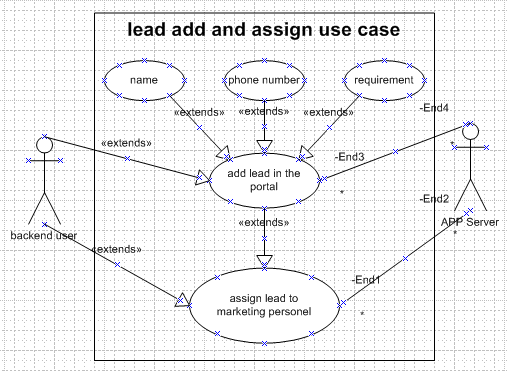 lead add and assign use case
name
phone number
requirement
«extends»
«extends»
«extends»
-End4
«extends»
-End3
add lead in the
portal
*
*
-End2
APP Server
*
backend user
«extends»
«extends»
-End1
assign lead to
marketing personel
*